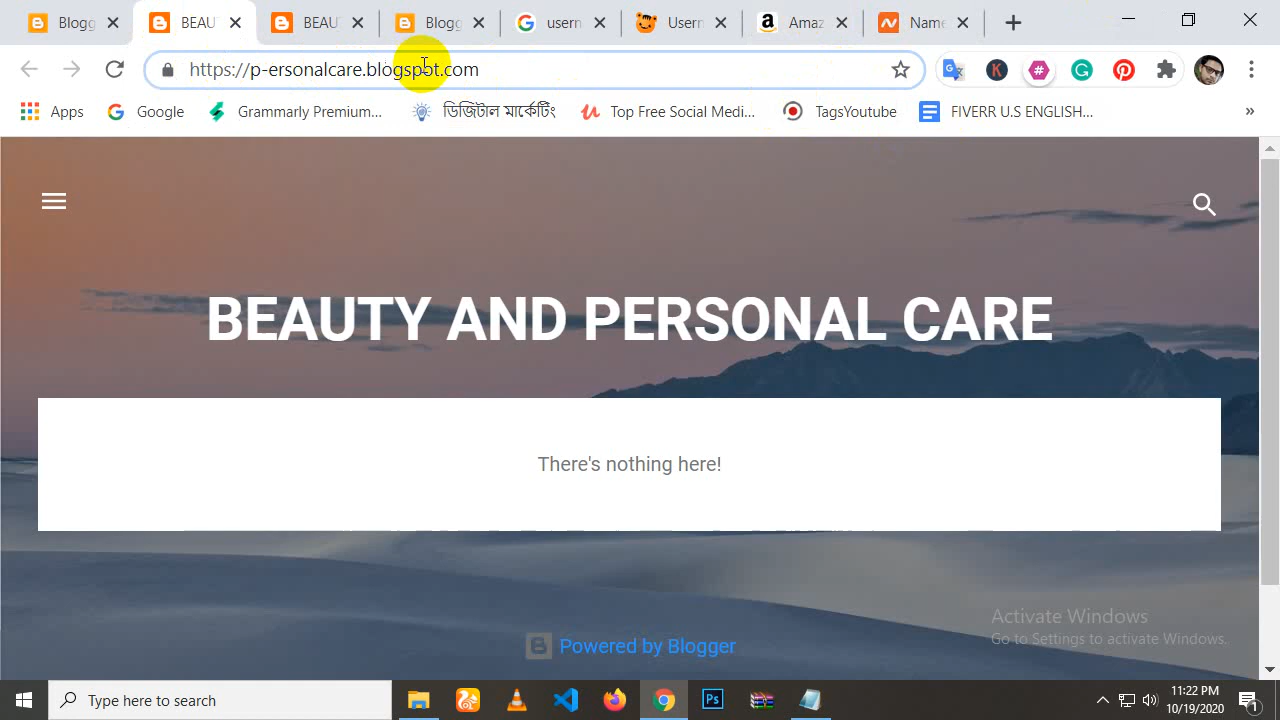 Blogg
BEAU
BEAU
Blogg
usern
Usern
Amaz
Name
https://p-ersonalcare.blogspot.com
Apps
Google
Grammarly Premium...
ডিজিটাল মার্কেটিং
Top Free Social Medi...
TagsYoutube
FIVERR U.S ENGLISH...
»
BEAUTY AND PERSONAL CARE
There's nothing here!
Activate Windows
Go to Settings to activate Windows.
Powered by Blogger
Type here to search
11:22 PM
10/19/2020